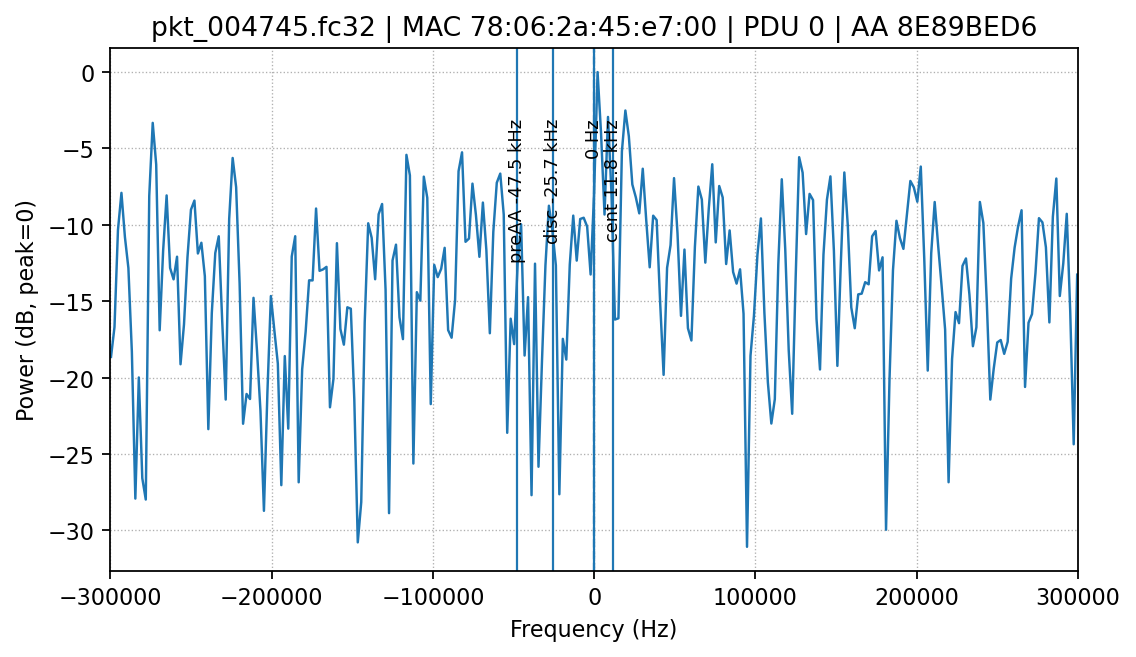 pkt_004745.fc32 | MAC 78:06:2a:45:e7:00 | PDU 0 | AA 8E89BED6
Power (dB, peak=0)
0
−5
−10
−15
−20
−25
−30
preAA -47.5 kHz
disc -25.7 kHz
0 Hz
cent 11.8 kHz
−300000
−200000
−100000
0
100000
200000
300000
Frequency (Hz)